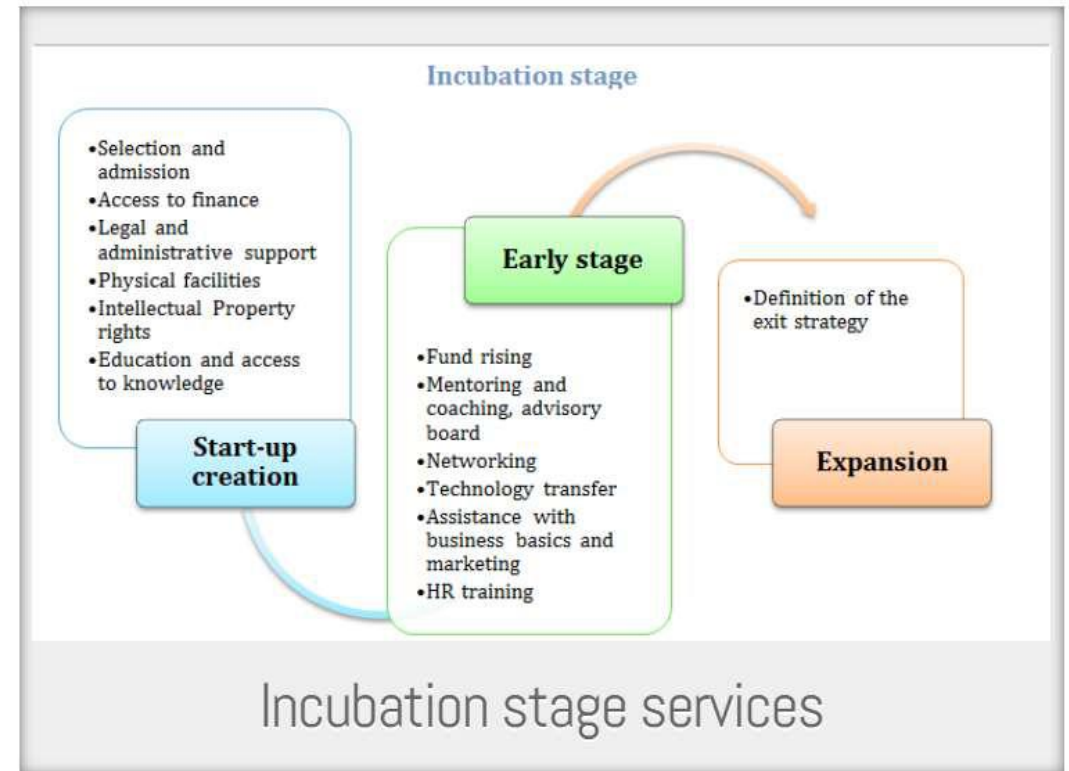 Incubation stage
•Selection and
admission
•Access to finance
•Legal and
administrative support
•Physical facilities
•Intellectual Property
rights
•Education and access
to knowledge
Start-up
creation
Early stage
•Fund rising
•Mentoring and
coaching, advisory
board
•Networking
•Technology transfer
•Assistance with
business basics and
marketing
•HR training
•Definition of the
exit strategy
Expansion
Incubation stage services